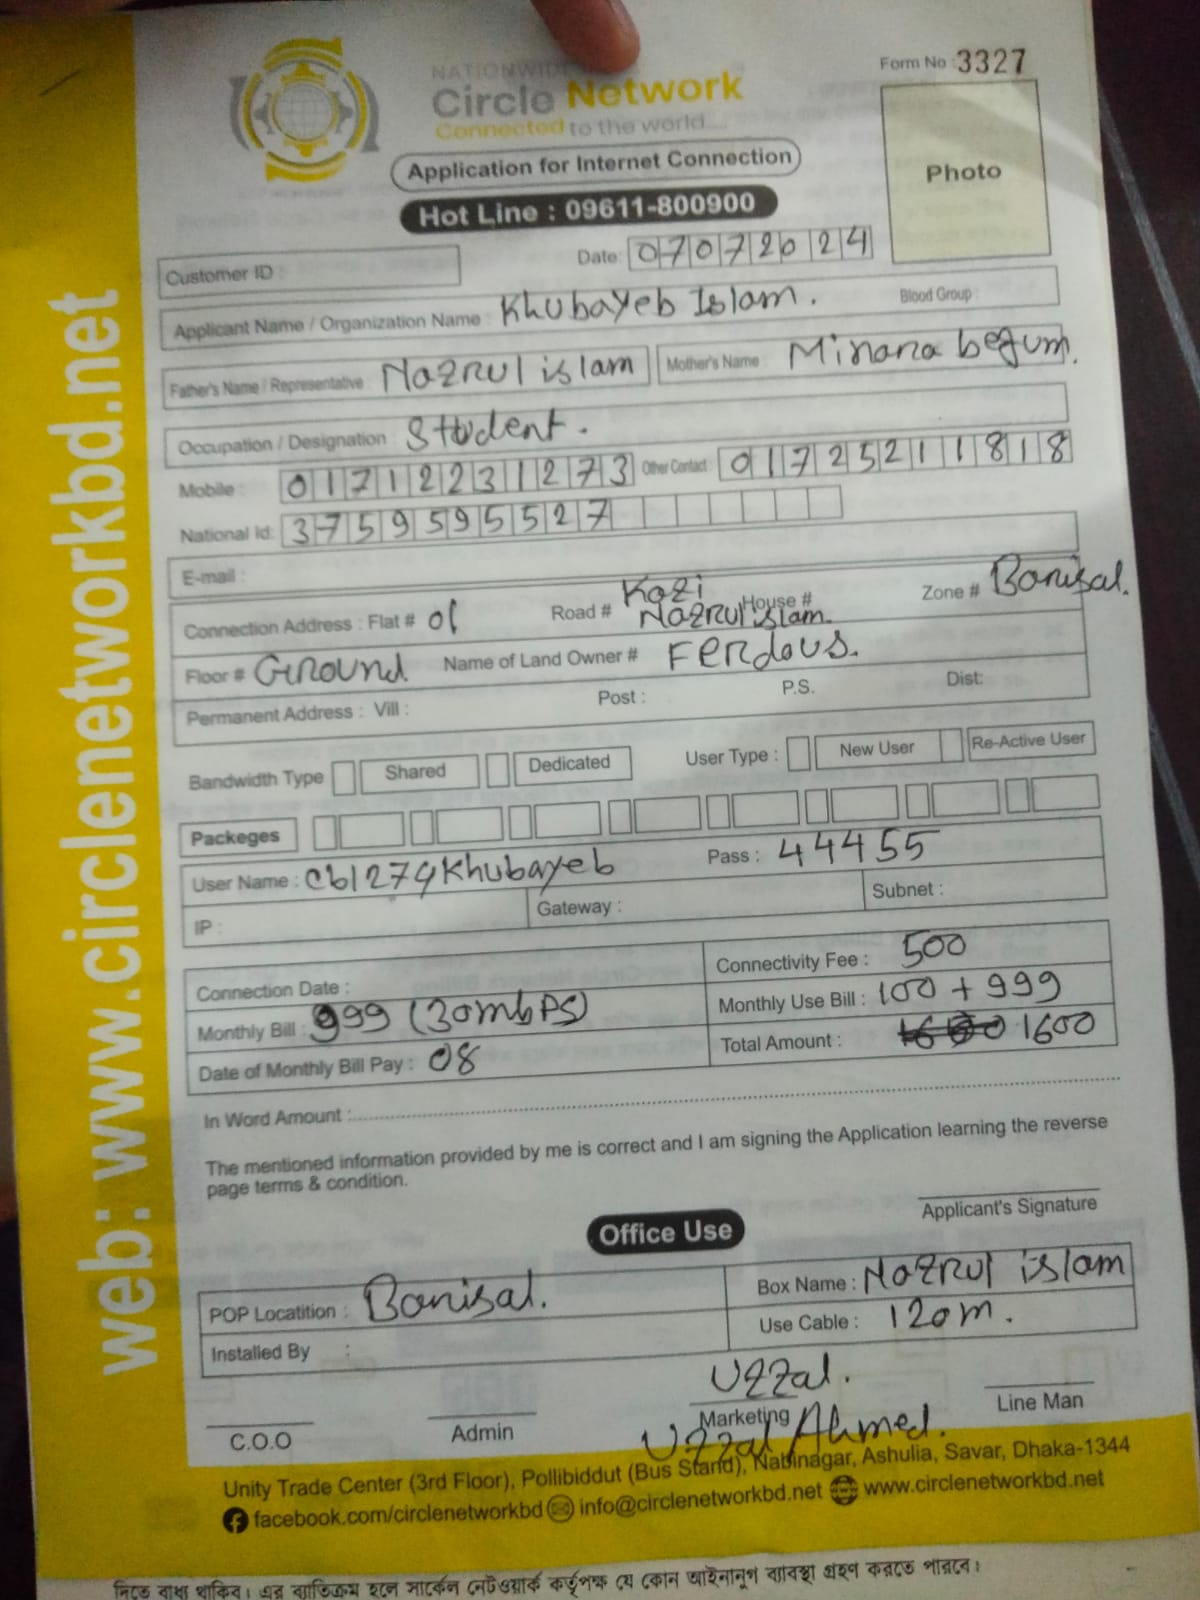 NATIONWIDE
Form No : 3327
Circle Network
Connected to the world....
Application for Internet Connection
Photo
Hot Line : 09611-800900
Date: 07072024
Customer ID :
Applicant Name / Organization Name : Khubayeb Islam. Blood Group :
Father's Name / Representative : Nazrul islam Mother's Name : Minara begum.
Occupation / Designation : Student.
Mobile : 01712231273 Other Contact : 01725211818
National Id: 3759595527
E-mail :
Connection Address : Flat # 01 Road # Kazi Nazrul islam. House # Zone # Barisal.
Floor # Ground Name of Land Owner # Ferdous.
Permanent Address : Vill : Post : P.S. Dist:
Bandwidth Type Shared Dedicated User Type : New User Re-Active User
Packeges
User Name : cb1274khubayeb Pass : 44455
IP : Gateway : Subnet :
Connection Date : Connectivity Fee : 500
Monthly Bill : 999 (30mbPS) Monthly Use Bill : 100 + 999
Date of Monthly Bill Pay : 08 Total Amount : 1600
In Word Amount :
The mentioned information provided by me is correct and I am signing the Application learning the reverse
page terms & condition.
Applicant's Signature
Office Use
POP Locatition : Barisal. Box Name : Nazrul islam
Installed By : Use Cable : 120m.
Uzzal.
C.O.O Admin Marketing Line Man
Uzzal Ahmed.
Unity Trade Center (3rd Floor), Pollibiddut (Bus Stand), Nabinagar, Ashulia, Savar, Dhaka-1344
facebook.com/circlenetworkbd info@circlenetworkbd.net www.circlenetworkbd.net
দিতে বাধ্য থাকিব। এর ব্যতিক্রম হলে সার্কেল নেটওয়ার্ক কর্তৃপক্ষ যে কোন আইনানুগ ব্যাবস্থা গ্রহণ করতে পারবে।
web: www.circlenetworkbd.net